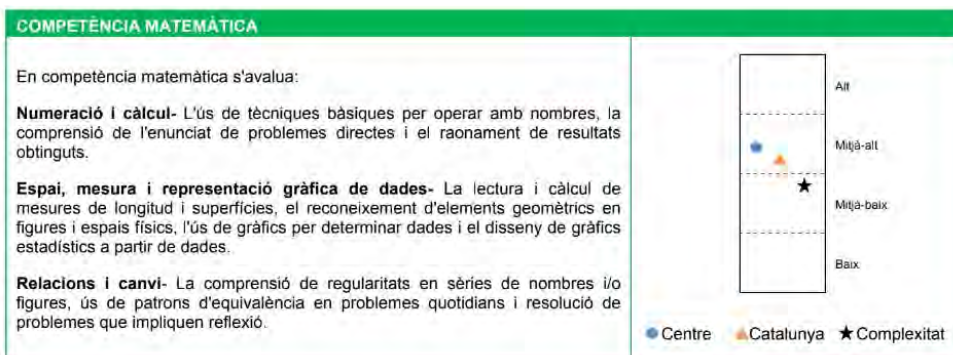 COMPETÈNCIA MATEMÀTICA
En competència matemàtica s'avalua:
Numeració i càlcul- L'ús de tècniques bàsiques per operar amb nombres, la
comprensió de l'enunciat de problemes directes i el raonament de resultats
obtinguts.
Espai, mesura i representació gràfica de dades- La lectura i càlcul de
mesures de longitud i superfícies, el reconeixement d'elements geomètrics en
figures i espais físics, l'ús de gràfics per determinar dades i el disseny de gràfics
estadístics a partir de dades.
Relacions i canvi- La comprensió de regularitats en sèries de nombres i/o
figures, ús de patrons d'equivalència en problemes quotidians i resolució de
problemes que impliquen reflexió.
Alt
Mitjà-alt
Mitjà-baix
Baix
Centre Catalunya Complexitat